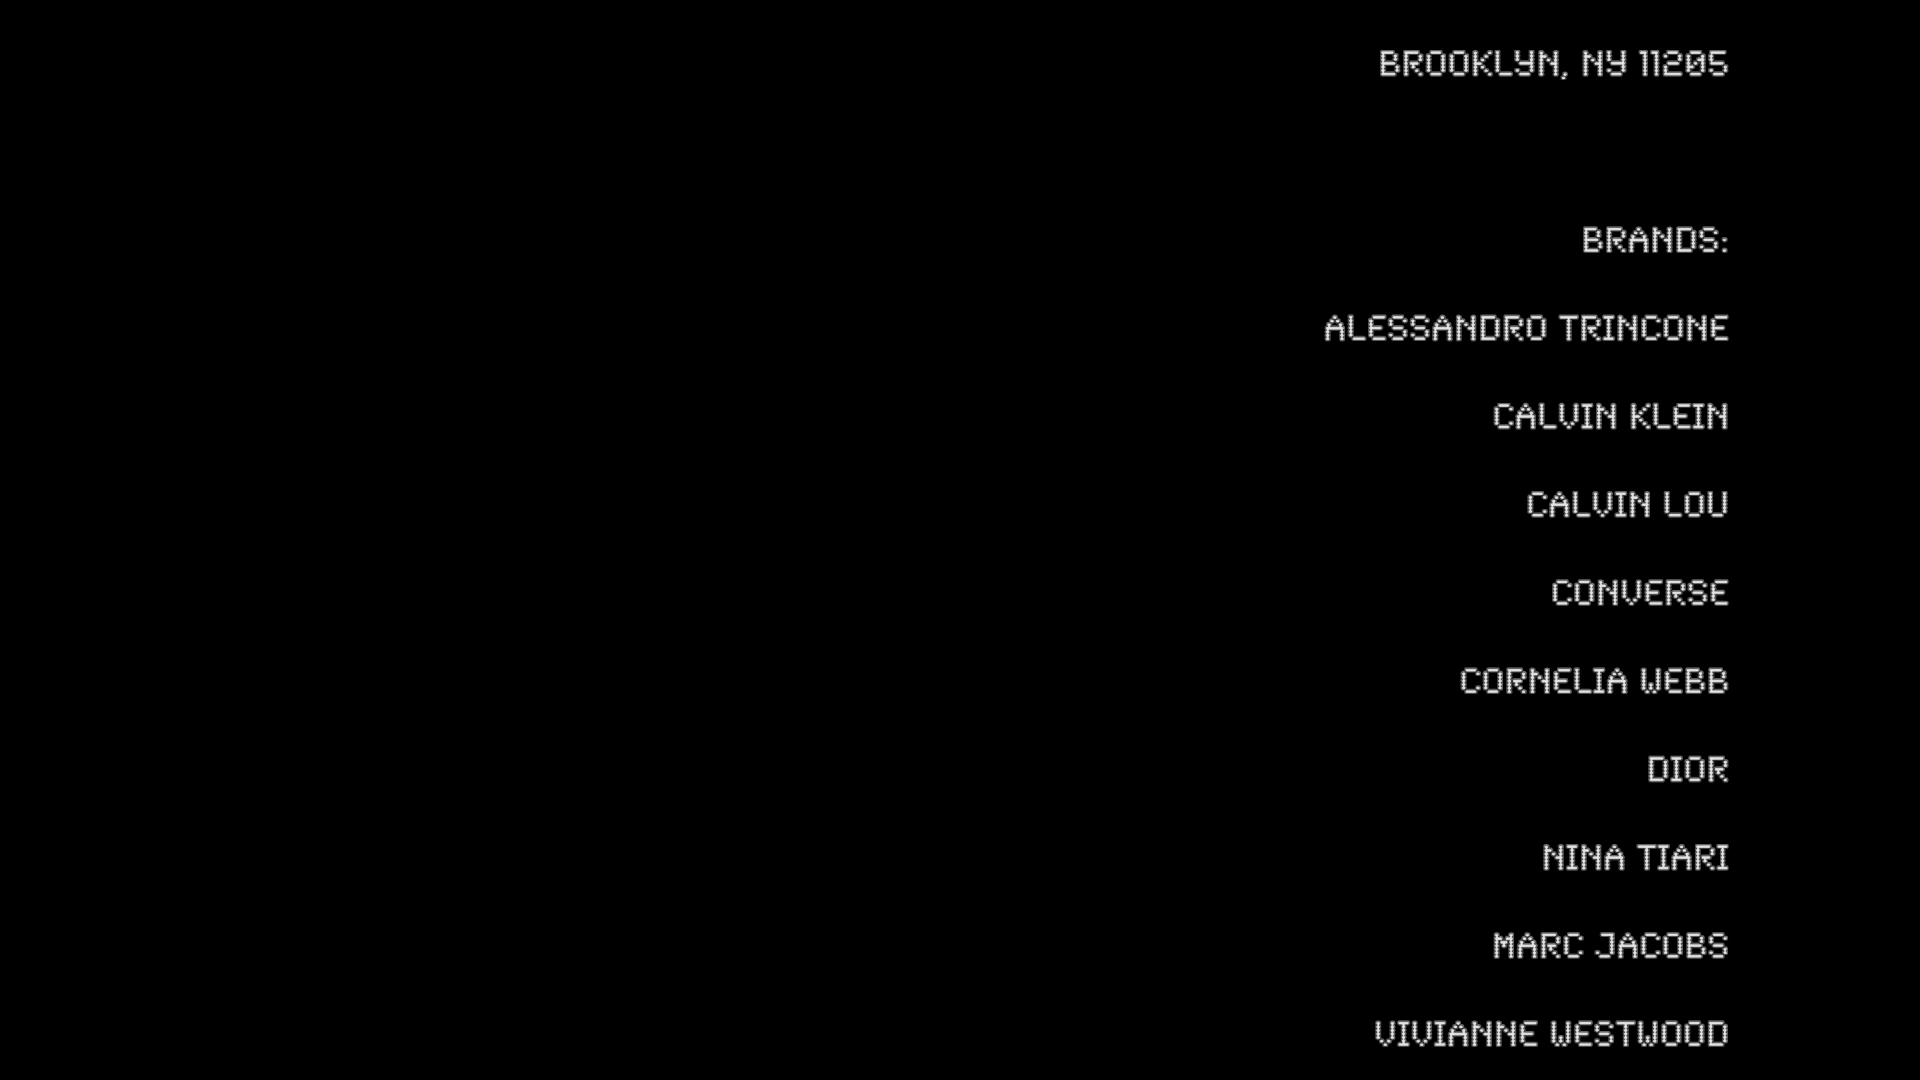 BROOKLYN, NY 11205
BRANDS:
ALESSANDRO TRINCONE
CALVIN KLEIN
CALVIN LOU
CONVERSE
CORNELIA WEBB
DIOR
NINA TIARI
MARC JACOBS
VIVIANNE WESTWOOD